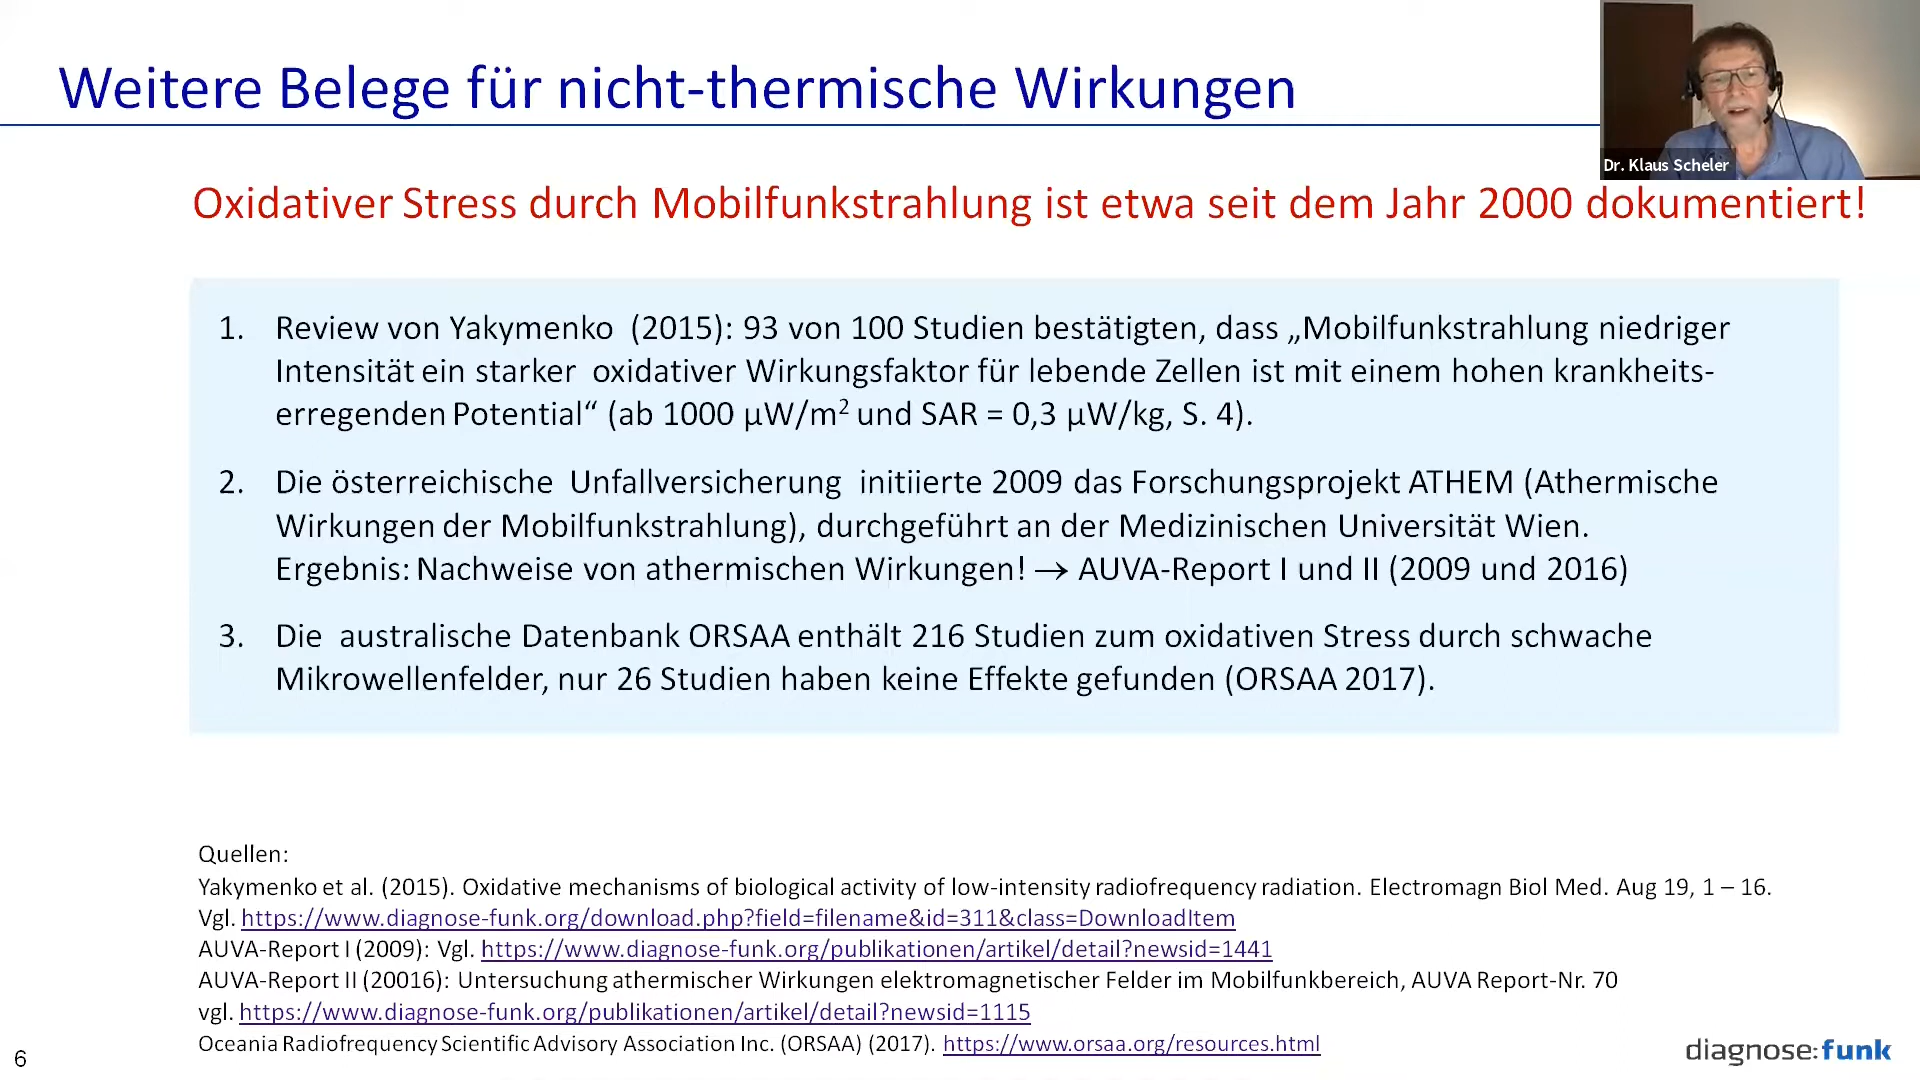 Weitere Belege für nicht-thermische Wirkungen
Dr. Klaus Scheler
Oxidativer Stress durch Mobilfunkstrahlung ist etwa seit dem Jahr 2000 dokumentiert!
1. Review von Yakymenko (2015): 93 von 100 Studien bestätigten, dass „Mobilfunkstrahlung niedriger
Intensität ein starker oxidativer Wirkungsfaktor für lebende Zellen ist mit einem hohen krankheits-
erregenden Potential“ (ab 1000 µW/m² und SAR = 0,3 µW/kg, S. 4).
2. Die österreichische Unfallversicherung initiierte 2009 das Forschungsprojekt ATHEM (Athermische
Wirkungen der Mobilfunkstrahlung), durchgeführt an der Medizinischen Universität Wien.
Ergebnis: Nachweise von athermischen Wirkungen! → AUVA-Report I und II (2009 und 2016)
3. Die australische Datenbank ORSAA enthält 216 Studien zum oxidativen Stress durch schwache
Mikrowellenfelder, nur 26 Studien haben keine Effekte gefunden (ORSAA 2017).
Quellen:
Yakymenko et al. (2015). Oxidative mechanisms of biological activity of low-intensity radiofrequency radiation. Electromagn Biol Med. Aug 19, 1 – 16.
Vgl. https://www.diagnose-funk.org/download.php?field=filename&id=311&class=DownloadItem
AUVA-Report I (2009): Vgl. https://www.diagnose-funk.org/publikationen/artikel/detail?newsid=1441
AUVA-Report II (20016): Untersuchung athermischer Wirkungen elektromagnetischer Felder im Mobilfunkbereich, AUVA Report-Nr. 70
vgl. https://www.diagnose-funk.org/publikationen/artikel/detail?newsid=1115
Oceania Radiofrequency Scientific Advisory Association Inc. (ORSAA) (2017). https://www.orsaa.org/resources.html
6
diagnose:funk